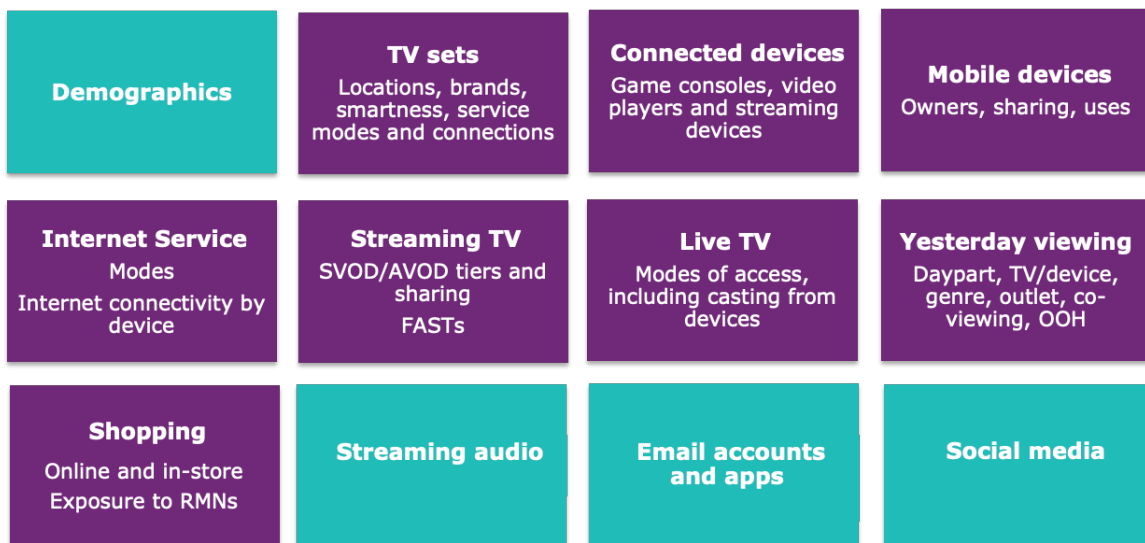 Demographics
TV sets
Locations, brands,
smartness, service
modes and connections
Connected devices
Game consoles, video
players and streaming
devices
Mobile devices
Owners, sharing, uses
Internet Service
Modes
Internet connectivity by
device
Streaming TV
SVOD/AVOD tiers and
sharing
FASTs
Live TV
Modes of access,
including casting from
devices
Yesterday viewing
Daypart, TV/device,
genre, outlet, co-
viewing, OOH
Shopping
Online and in-store
Exposure to RMNs
Streaming audio
Email accounts
and apps
Social media